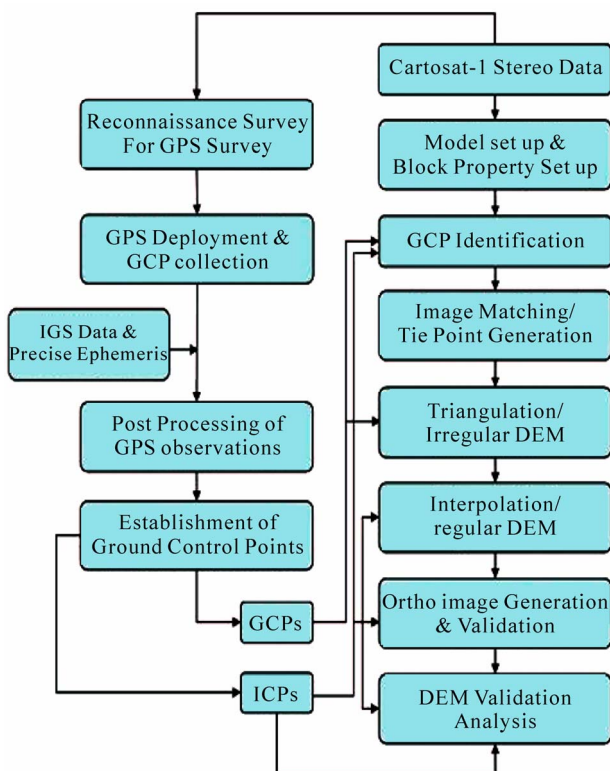 Cartosat-1 Stereo Data
Reconnaissance Survey
For GPS Survey
Model set up &
Block Property Set up
GPS Deployment &
GCP collection
GCP Identification
IGS Data &
Precise Ephemeris
Image Matching/
Tie Point Generation
Post Processing of
GPS observations
Triangulation/
Irregular DEM
Establishment of
Ground Control Points
Interpolation/
regular DEM
GCPs
Ortho image Generation
& Validation
ICPs
DEM Validation
Analysis